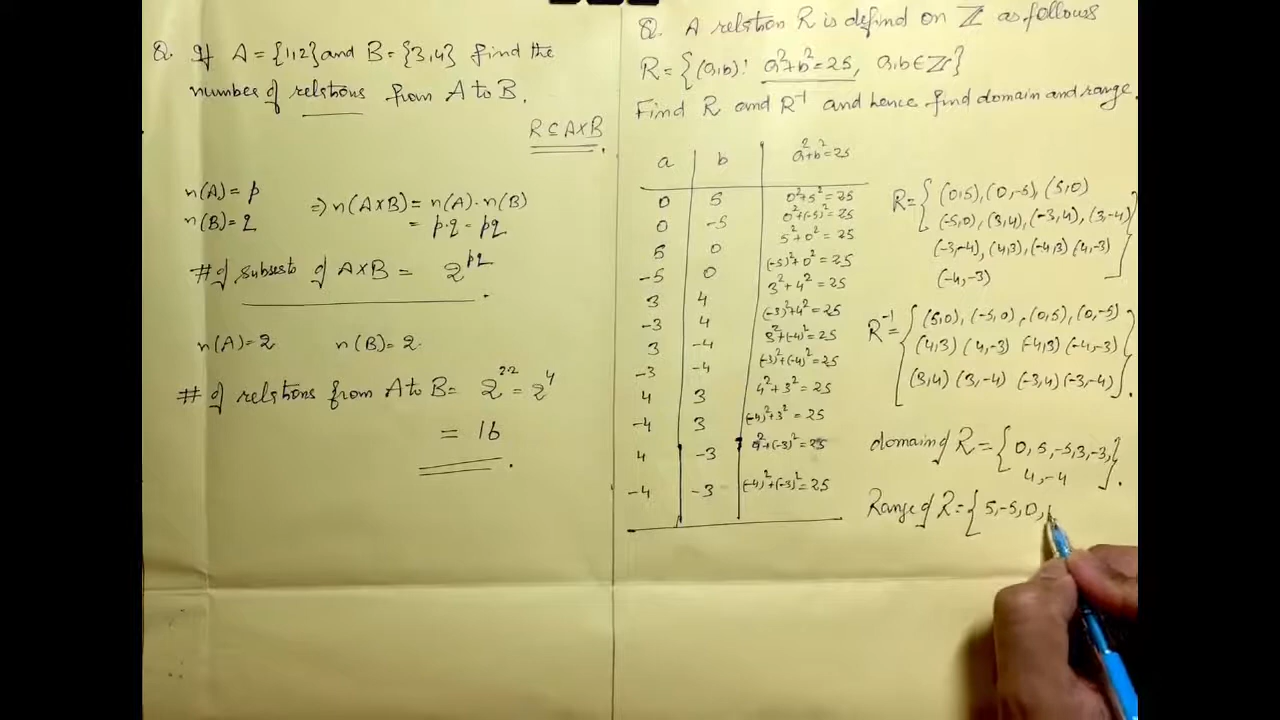 Q. If A = {1,2} and B = {3,4} find the
number of relations from A to B.
R ⊆ A×B
n(A) = p
n(B) = q
⇒ n(A×B) = n(A) · n(B)
= p·q = pq
# of subsets of A×B = 2^pq
n(A) = 2 n(B) = 2
# of relations from A to B = 2^2·2 = 2^4
= 16
Q. A relation R is defind on ℤ as follows
R = {(a,b): a²+b²=25, a,b∈ℤ}
Find R and R⁻¹ and hence find domain and range.
a b a²+b²=25
0 5 0²+5²=25
0 -5 0²+(-5)²=25
5 0 5²+0²=25
-5 0 (-5)²+0²=25
3 4 3²+4²=25
-3 4 (-3)²+4²=25
3 -4 3²+(-4)²=25
-3 -4 (-3)²+(-4)²=25
4 3 4²+3²=25
-4 3 (-4)²+3²=25
4 -3 +(-3)²=25
-4 -3 (-4)²+(-3)²=25
R = { (0,5), (0,-5), (5,0)
(-5,0), (3,4), (-3,4), (3,-4)
(-3,-4), (4,3), (-4,3) (4,-3)
(-4,-3) }
R⁻¹ = { (5,0), (-5,0), (0,5), (0,-5)
(4,3) (4,-3) (-4,3) (-4,-3)
(3,4) (3,-4) (-3,4) (-3,-4) }.
domain of R = { 0, 5, -5, 3, -3,
4, -4 }.
Range of R = { 5, -5, 0,